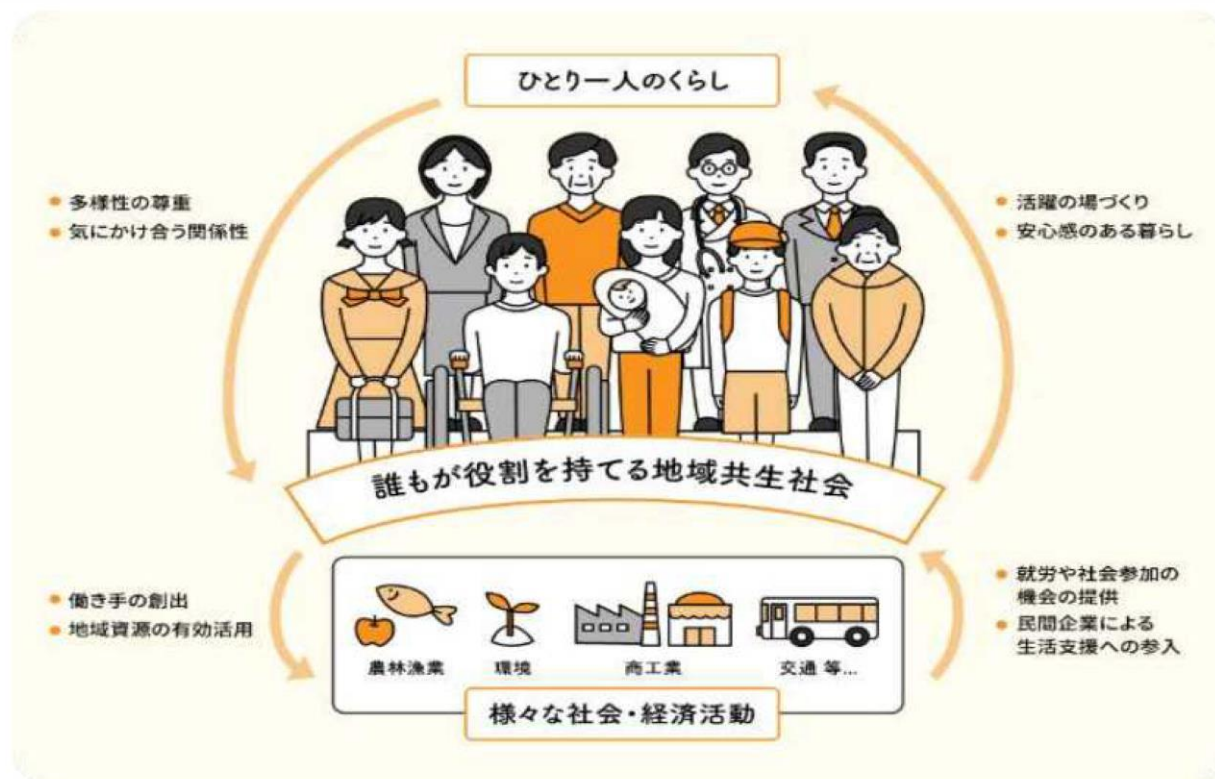 ひとり一人のくらし
● 多様性の尊重
● 気にかけ合う関係性
● 活躍の場づくり
● 安心感のある暮らし
誰もが役割を持てる地域共生社会
● 働き手の創出
● 地域資源の有効活用
● 就労や社会参加の
機会の提供
● 民間企業による
生活支援への参入
農林漁業 環境 商工業 交通 等...
様々な社会・経済活動